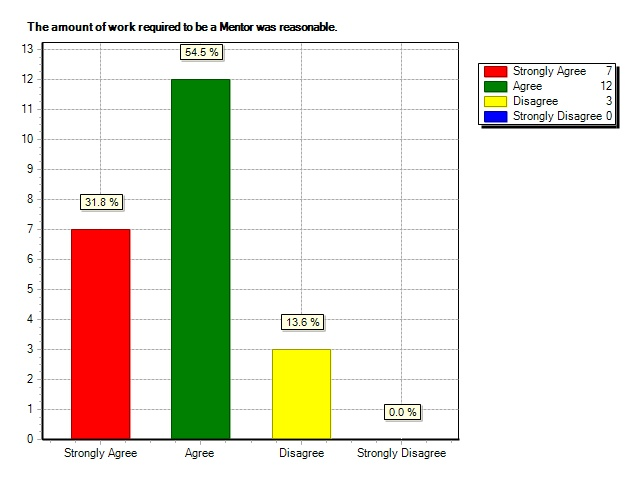 The amount of work required to be a Mentor was reasonable.
13
12
11
10
9
8
7
6
5
4
3
2
1
0
54.5 %
31.8 %
13.6 %
0.0 %
Strongly Agree
Agree
Disagree
Strongly Disagree
Strongly Agree 7
Agree 12
Disagree 3
Strongly Disagree 0